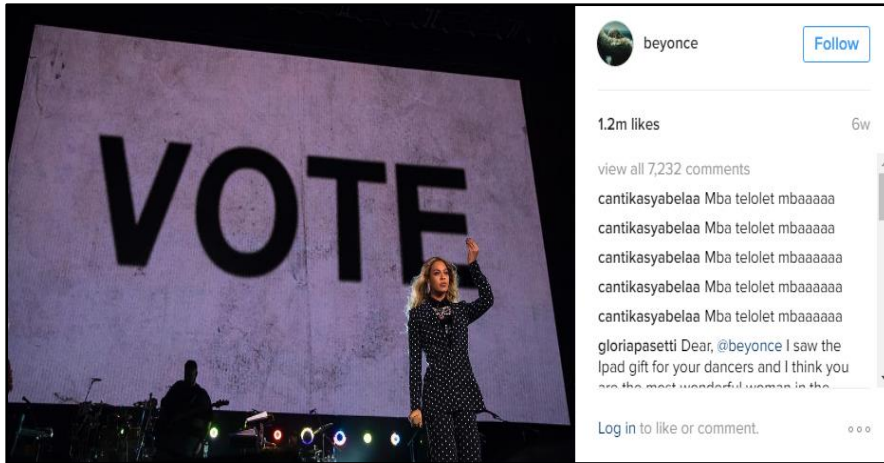 VOTE
beyonce
Follow
1.2m likes
6w
view all 7,232 comments
cantikasyabelaa Mba telolet mbaaaaa
cantikasyabelaa Mba telolet mbaaaaaa
cantikasyabelaa Mba telolet mbaaaaaa
cantikasyabelaa Mba telolet mbaaaaaa
cantikasyabelaa Mba telolet mbaaaaaa
gloriapasetti Dear, @beyonce I saw the
Ipad gift for your dancers and I think you
are the most wonderful woman in the
Log in to like or comment.